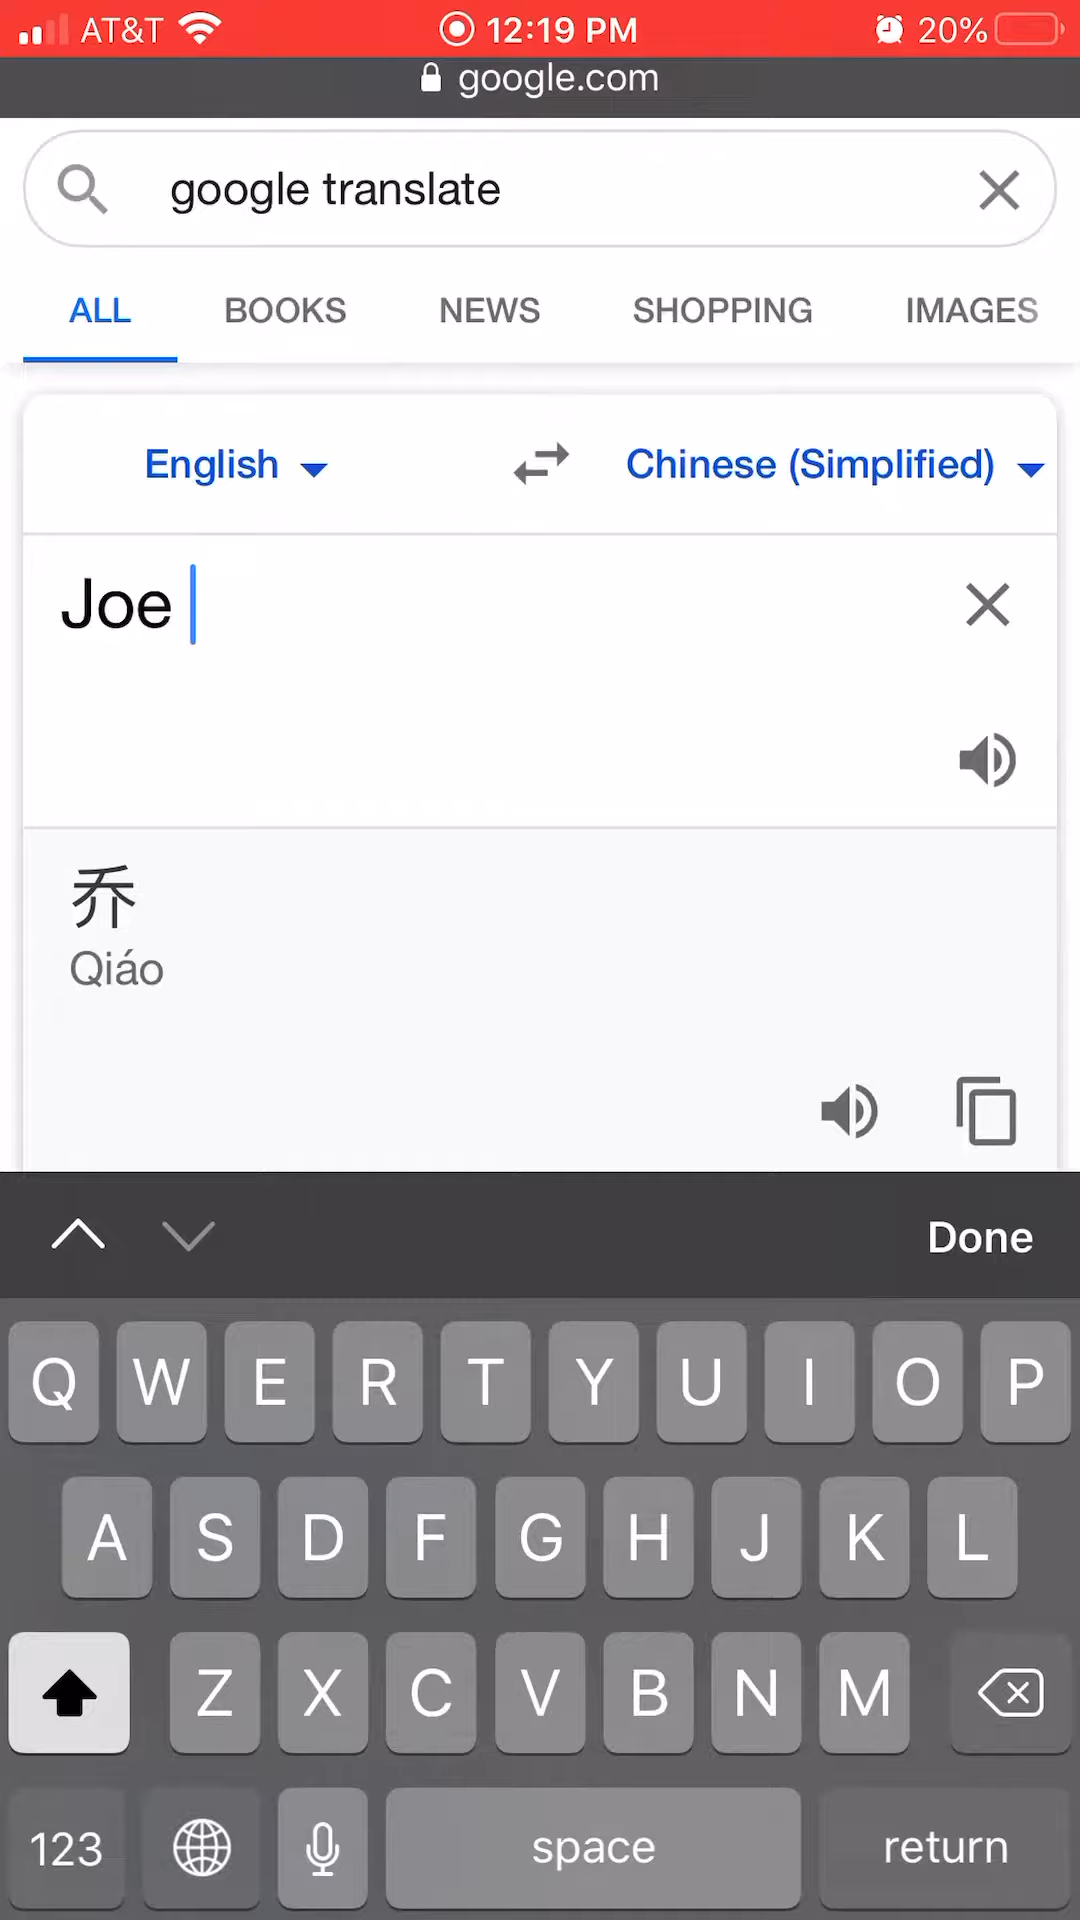 AT&T 12:19 PM 20%
google.com
google translate
ALL BOOKS NEWS SHOPPING IMAGES
English Chinese (Simplified)
Joe
乔
Qiáo
Done
Q W E R T Y U I O P
A S D F G H J K L
Z X C V B N M
123 space return